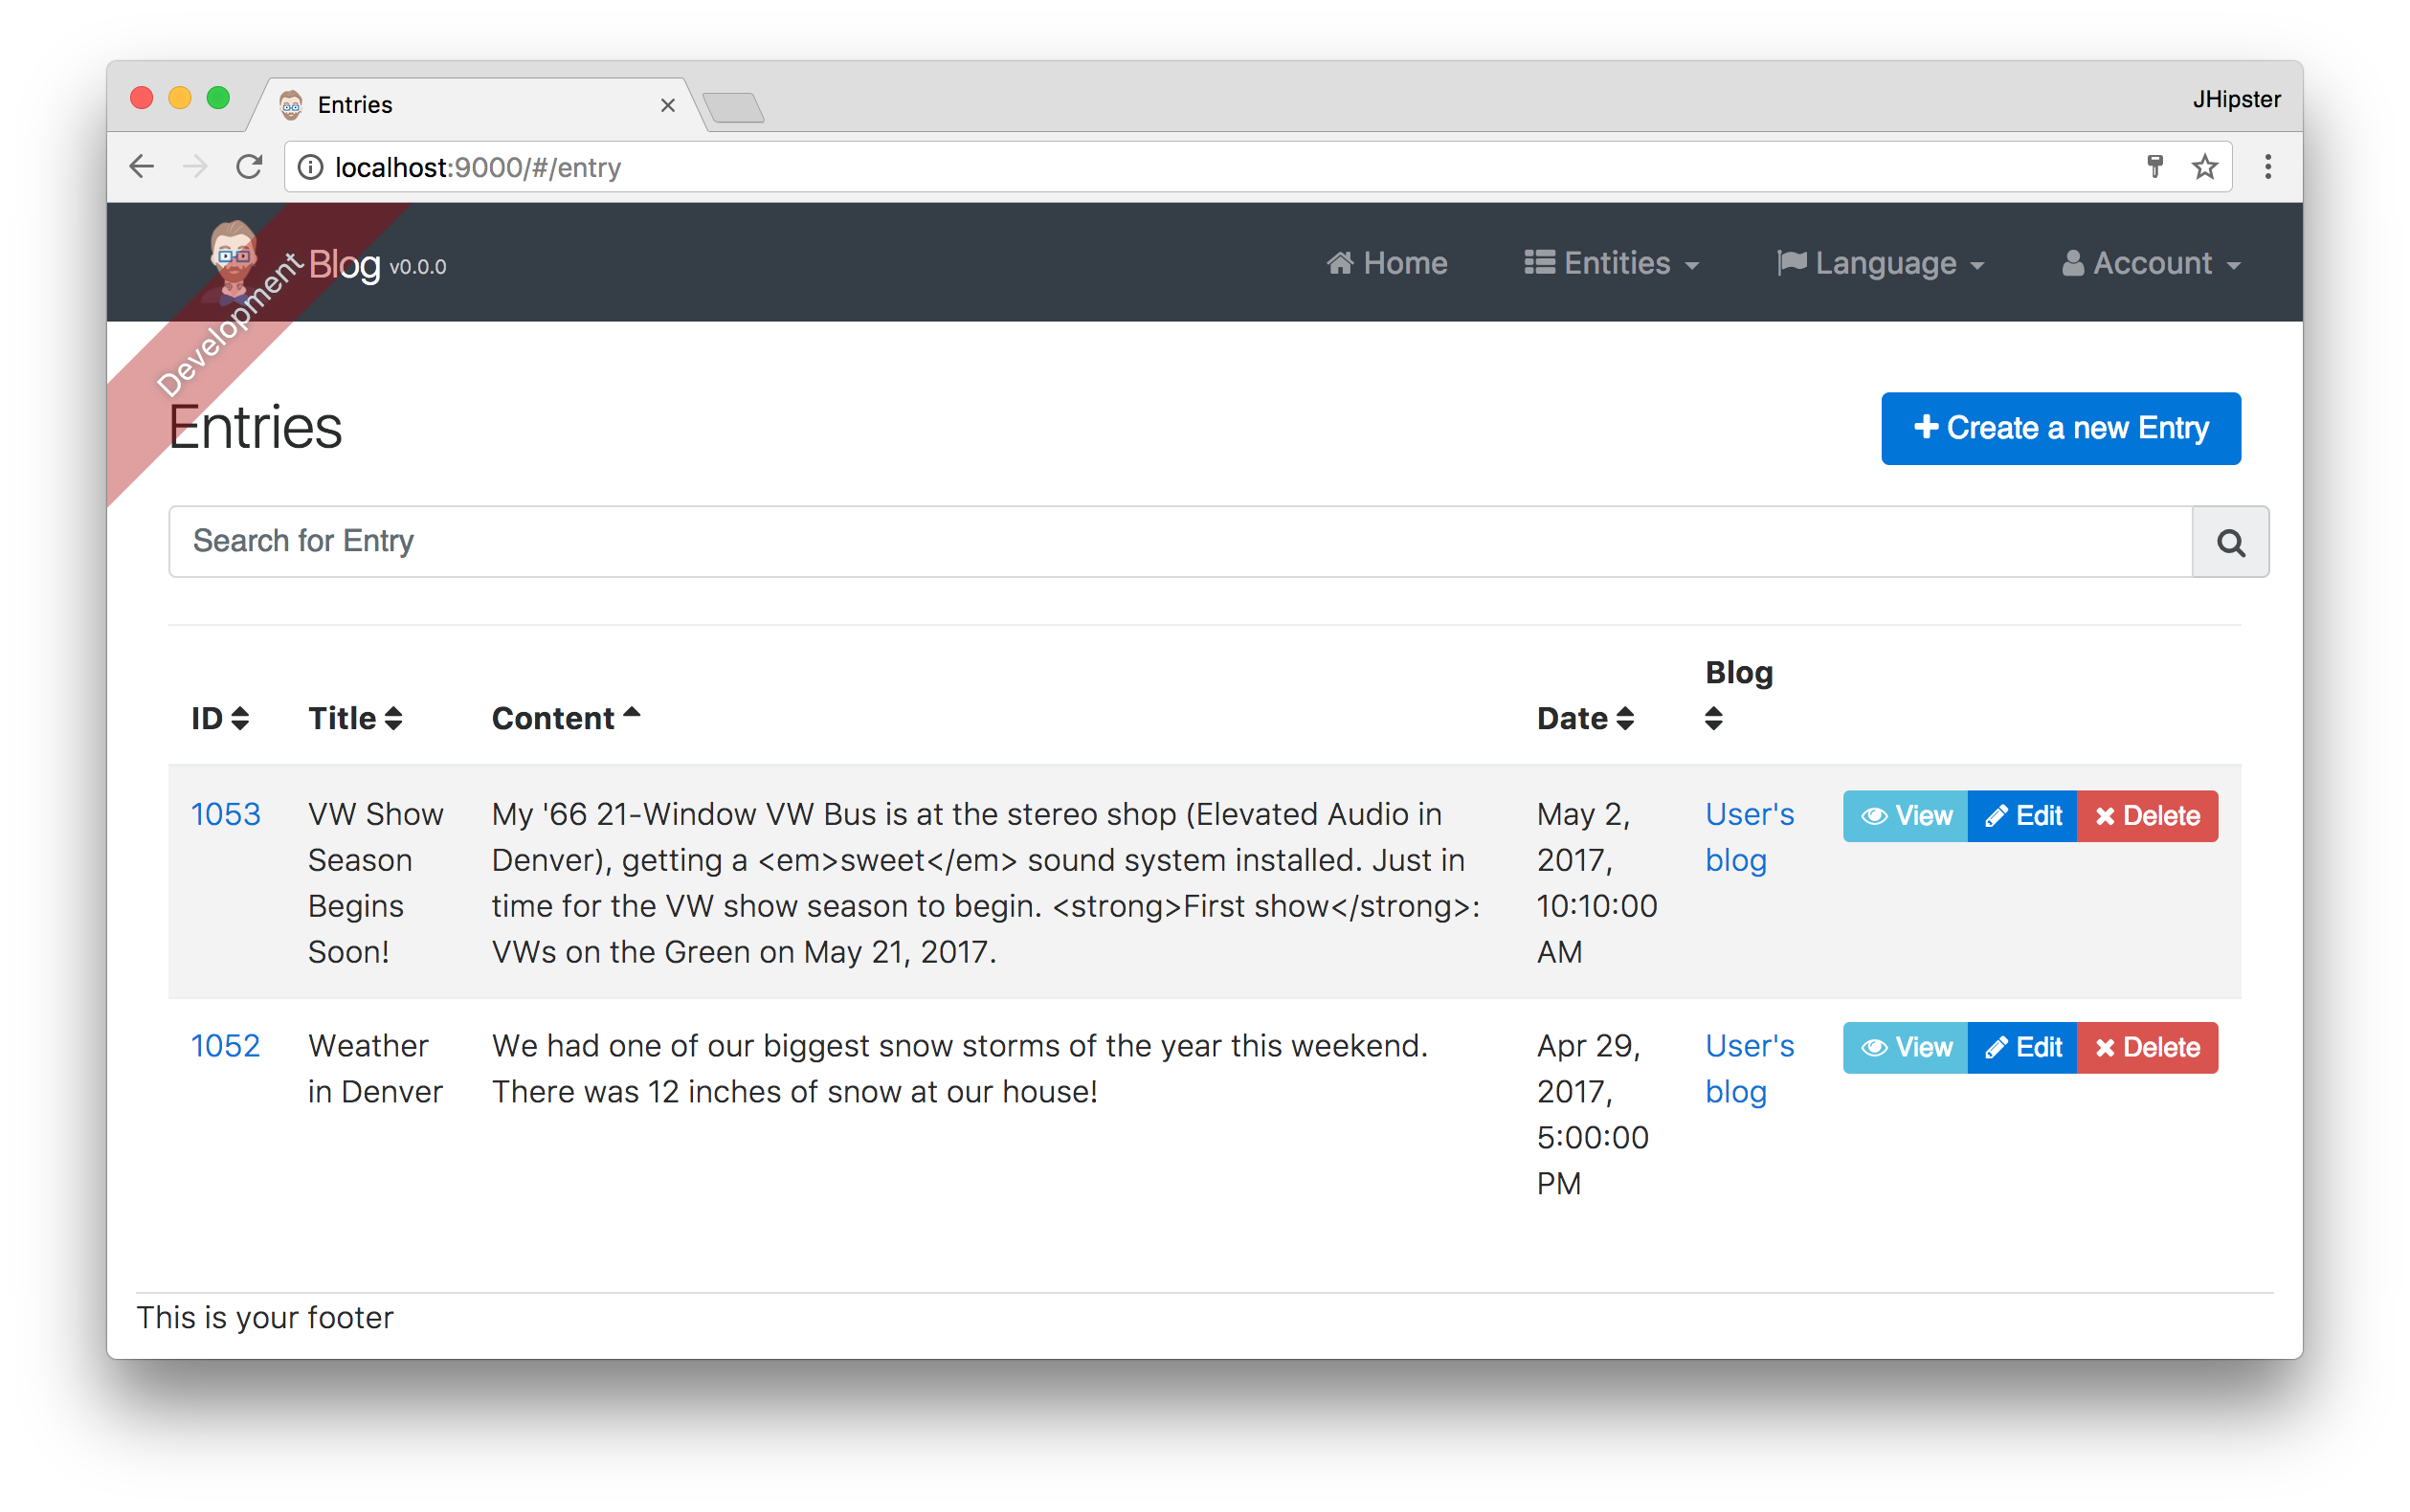 Entries
JHipster
localhost:9000/#/entry
Development
Blog v0.0.0
Home
Entities
Language
Account
Entries
Create a new Entry
Search for Entry
ID
Title
Content
Date
Blog
1053
VW Show
Season
Begins
Soon!
My '66 21-Window VW Bus is at the stereo shop (Elevated Audio in
Denver), getting a <em>sweet</em> sound system installed. Just in
time for the VW show season to begin. <strong>First show</strong>:
VWs on the Green on May 21, 2017.
May 2,
2017,
10:10:00
AM
User's
blog
View
Edit
Delete
1052
Weather
in Denver
We had one of our biggest snow storms of the year this weekend.
There was 12 inches of snow at our house!
Apr 29,
2017,
5:00:00
PM
User's
blog
View
Edit
Delete
This is your footer